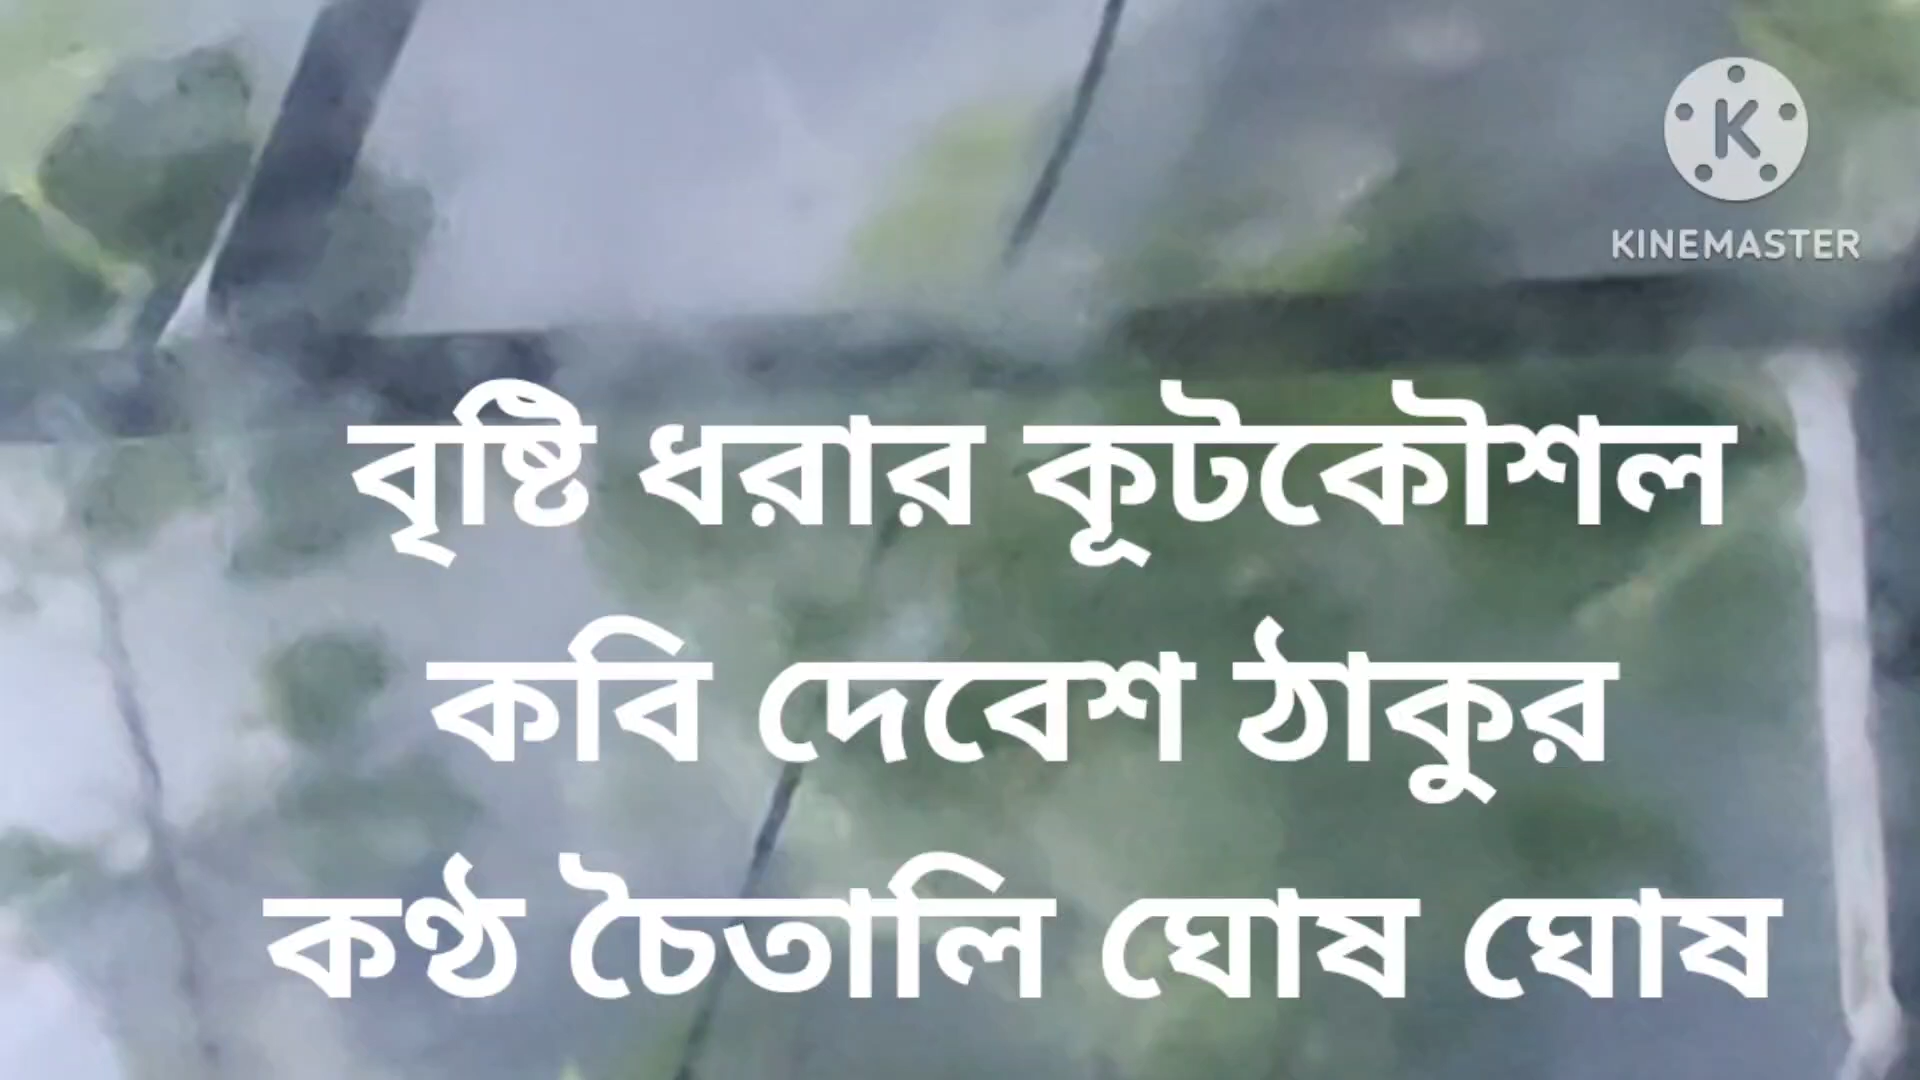 KINEMASTER
বৃষ্টি ধরার কূটকৌশল
কবি দেবেশ ঠাকুর
কণ্ঠ চৈতালি ঘোষ ঘোষ